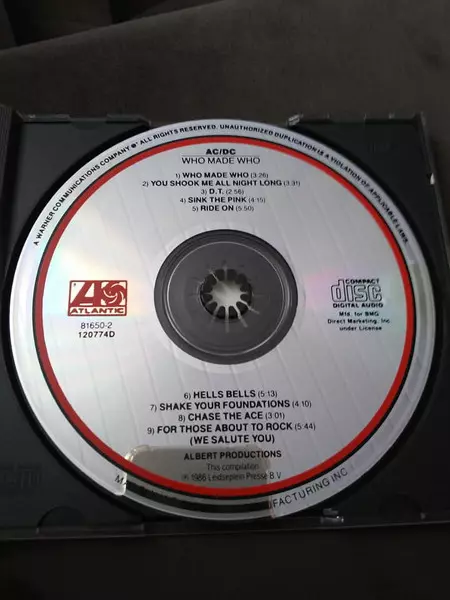 A WARNER COMMUNICATIONS COMPANY ℗® ALL RIGHTS RESERVED. UNAUTHORIZED DUPLICATION IS A VIOLATION OF APPLICABLE LAWS.
AC/DC
WHO MADE WHO
1) WHO MADE WHO (3:26)
2) YOU SHOOK ME ALL NIGHT LONG (3:31)
3) D.T. (2:56)
4) SINK THE PINK (4:15)
5) RIDE ON (5:50)
ATLANTIC
81650-2
120774D
COMPACT
disc
DIGITAL AUDIO
Mfd. for BMG
Direct Marketing, Inc.
under License
6) HELLS BELLS (5:13)
7) SHAKE YOUR FOUNDATIONS (4:10)
8) CHASE THE ACE (3:01)
9) FOR THOSE ABOUT TO ROCK (5:44)
(WE SALUTE YOU)
ALBERT PRODUCTIONS
This compilation
℗ 1986 Leidseplein Presse B.V.
FACTURING INC